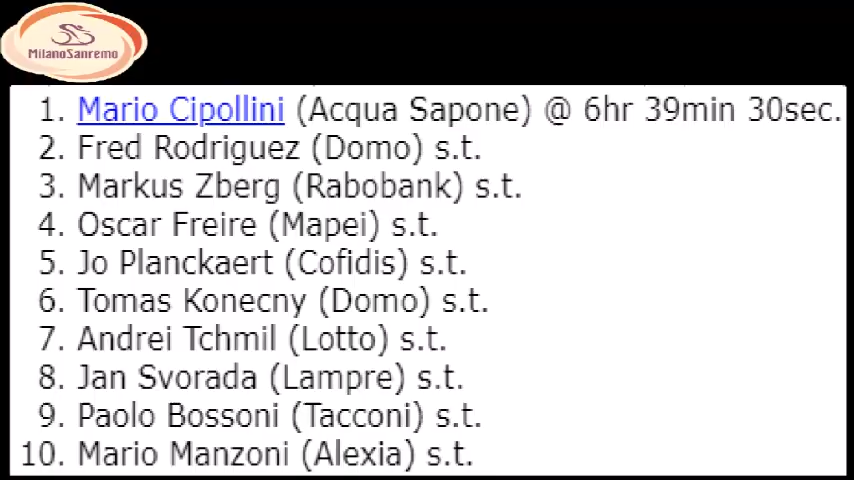 MilanoSanremo
1. Mario Cipollini (Acqua Sapone) @ 6hr 39min 30sec.
2. Fred Rodriguez (Domo) s.t.
3. Markus Zberg (Rabobank) s.t.
4. Oscar Freire (Mapei) s.t.
5. Jo Planckaert (Cofidis) s.t.
6. Tomas Konecny (Domo) s.t.
7. Andrei Tchmil (Lotto) s.t.
8. Jan Svorada (Lampre) s.t.
9. Paolo Bossoni (Tacconi) s.t.
10. Mario Manzoni (Alexia) s.t.